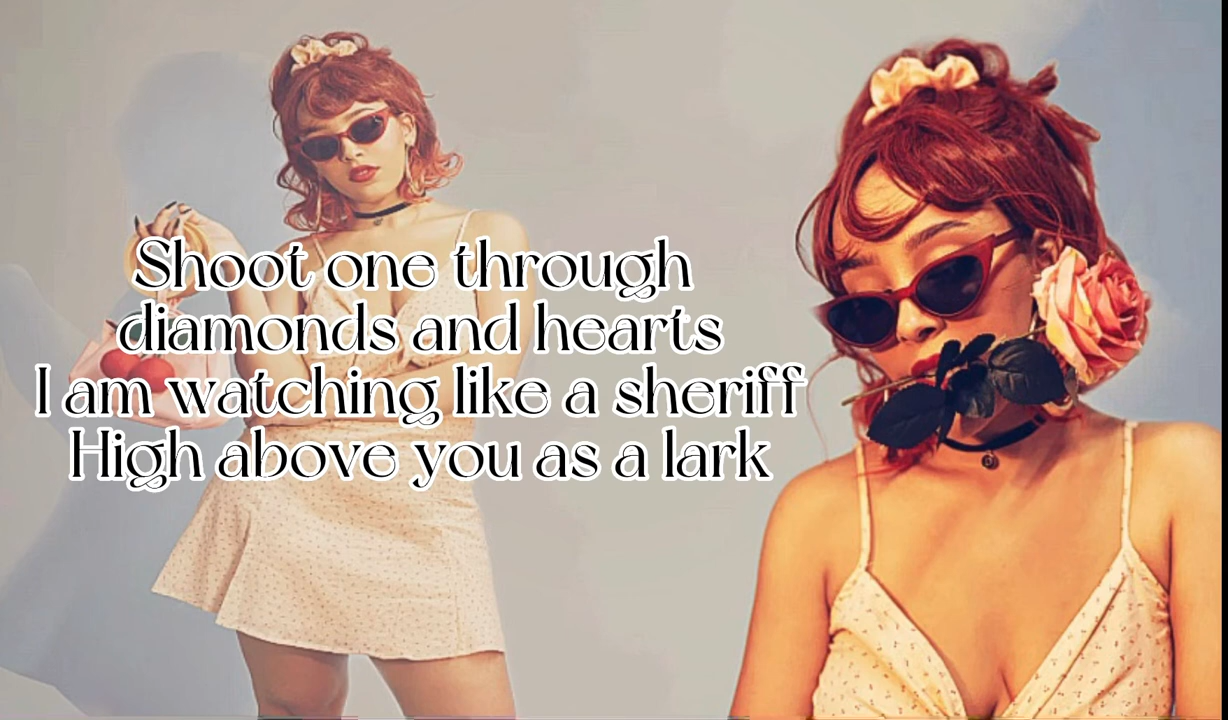 Shoot one through
diamonds and hearts
I am watching like a sheriff
High above you as a lark